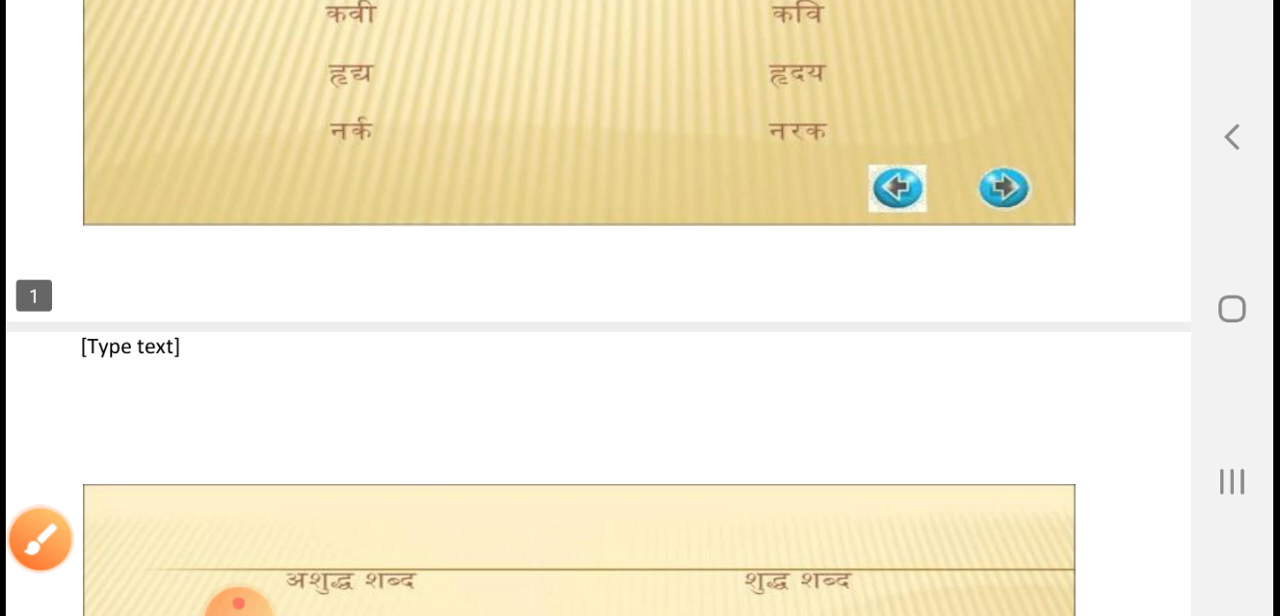 कवी कवि
हृद्य हृदय
नर्क नरक
1
[Type text]
अशुद्ध शब्द शुद्ध शब्द